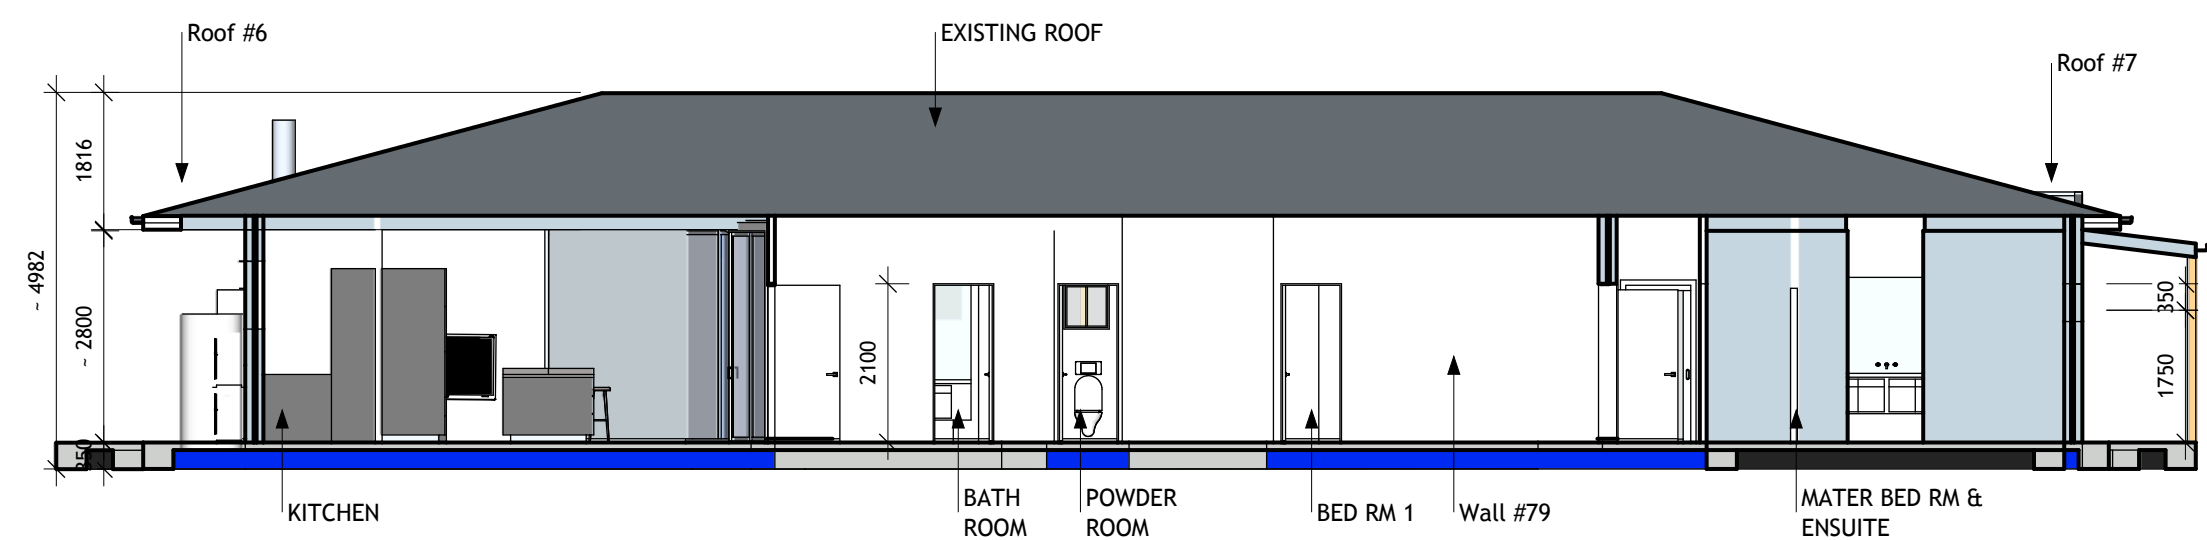 Roof #6
EXISTING ROOF
Roof #7
1816
~ 4982
~ 2800
2100
350
1750
350
KITCHEN
BATH
ROOM
POWDER
ROOM
BED RM 1
Wall #79
MATER BED RM &
ENSUITE